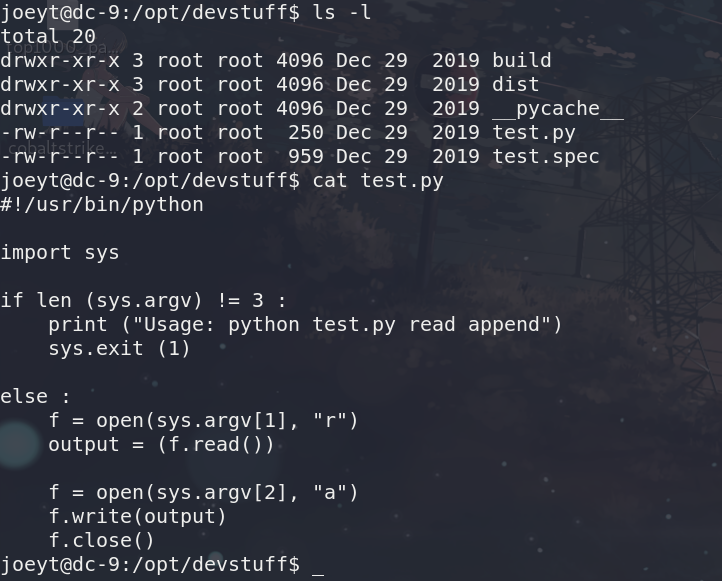 joeyt@dc-9:/opt/devstuff$ ls -l
total 20
drwxr-xr-x 3 root root 4096 Dec 29  2019 build
drwxr-xr-x 3 root root 4096 Dec 29  2019 dist
drwxr-xr-x 2 root root 4096 Dec 29  2019 __pycache__
-rw-r--r-- 1 root root  250 Dec 29  2019 test.py
-rw-r--r-- 1 root root  959 Dec 29  2019 test.spec
joeyt@dc-9:/opt/devstuff$ cat test.py
#!/usr/bin/python

import sys

if len (sys.argv) != 3 :
    print ("Usage: python test.py read append")
    sys.exit (1)

else :
    f = open(sys.argv[1], "r")
    output = (f.read())

    f = open(sys.argv[2], "a")
    f.write(output)
    f.close()
joeyt@dc-9:/opt/devstuff$ _
top1000_pa...
cobaltstrike...